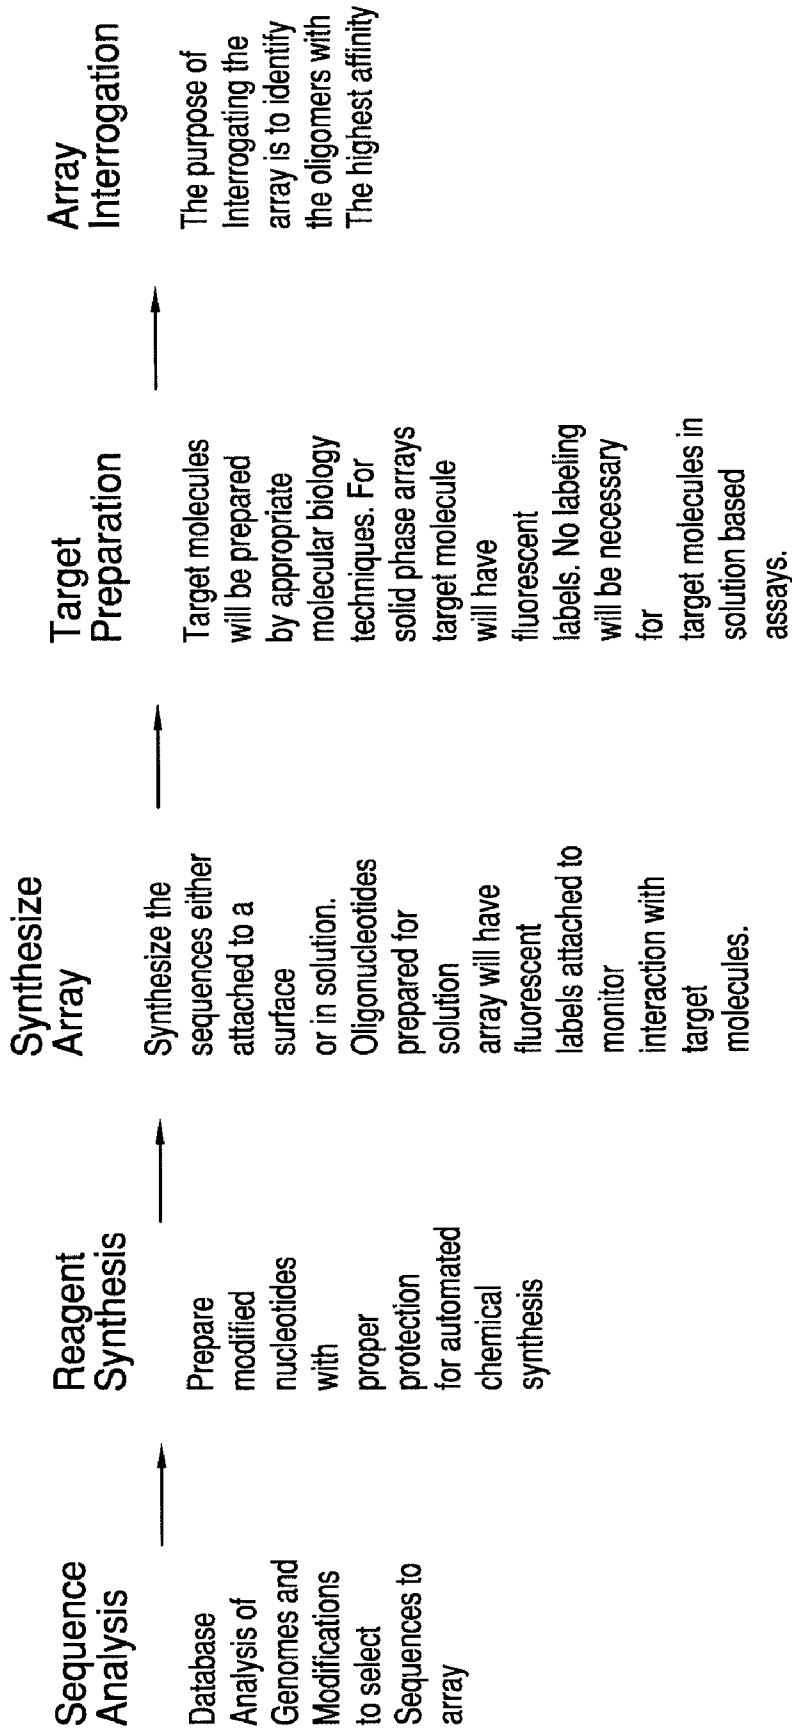 Sequence
Analysis
Database
Analysis of
Genomes and
Modifications
to select
Sequences to
array
Reagent
Synthesis
Prepare
modified
nucleotides
with
proper
protection
for automated
chemical
synthesis
Synthesize
Array
Synthesize the
sequences either
attached to a
surface
or in solution.
Oligonucleotides
prepared for
solution
array will have
fluorescent
labels attached to
monitor
interaction with
target
molecules.
Target
Preparation
Target molecules
will be prepared
by appropriate
molecular biology
techniques. For
solid phase arrays
target molecule
will have
fluorescent
labels. No labeling
will be necessary
for
target molecules in
solution based
assays.
Array
Interrogation
The purpose of
Interrogating the
array is to identify
the oligomers with
The highest affinity